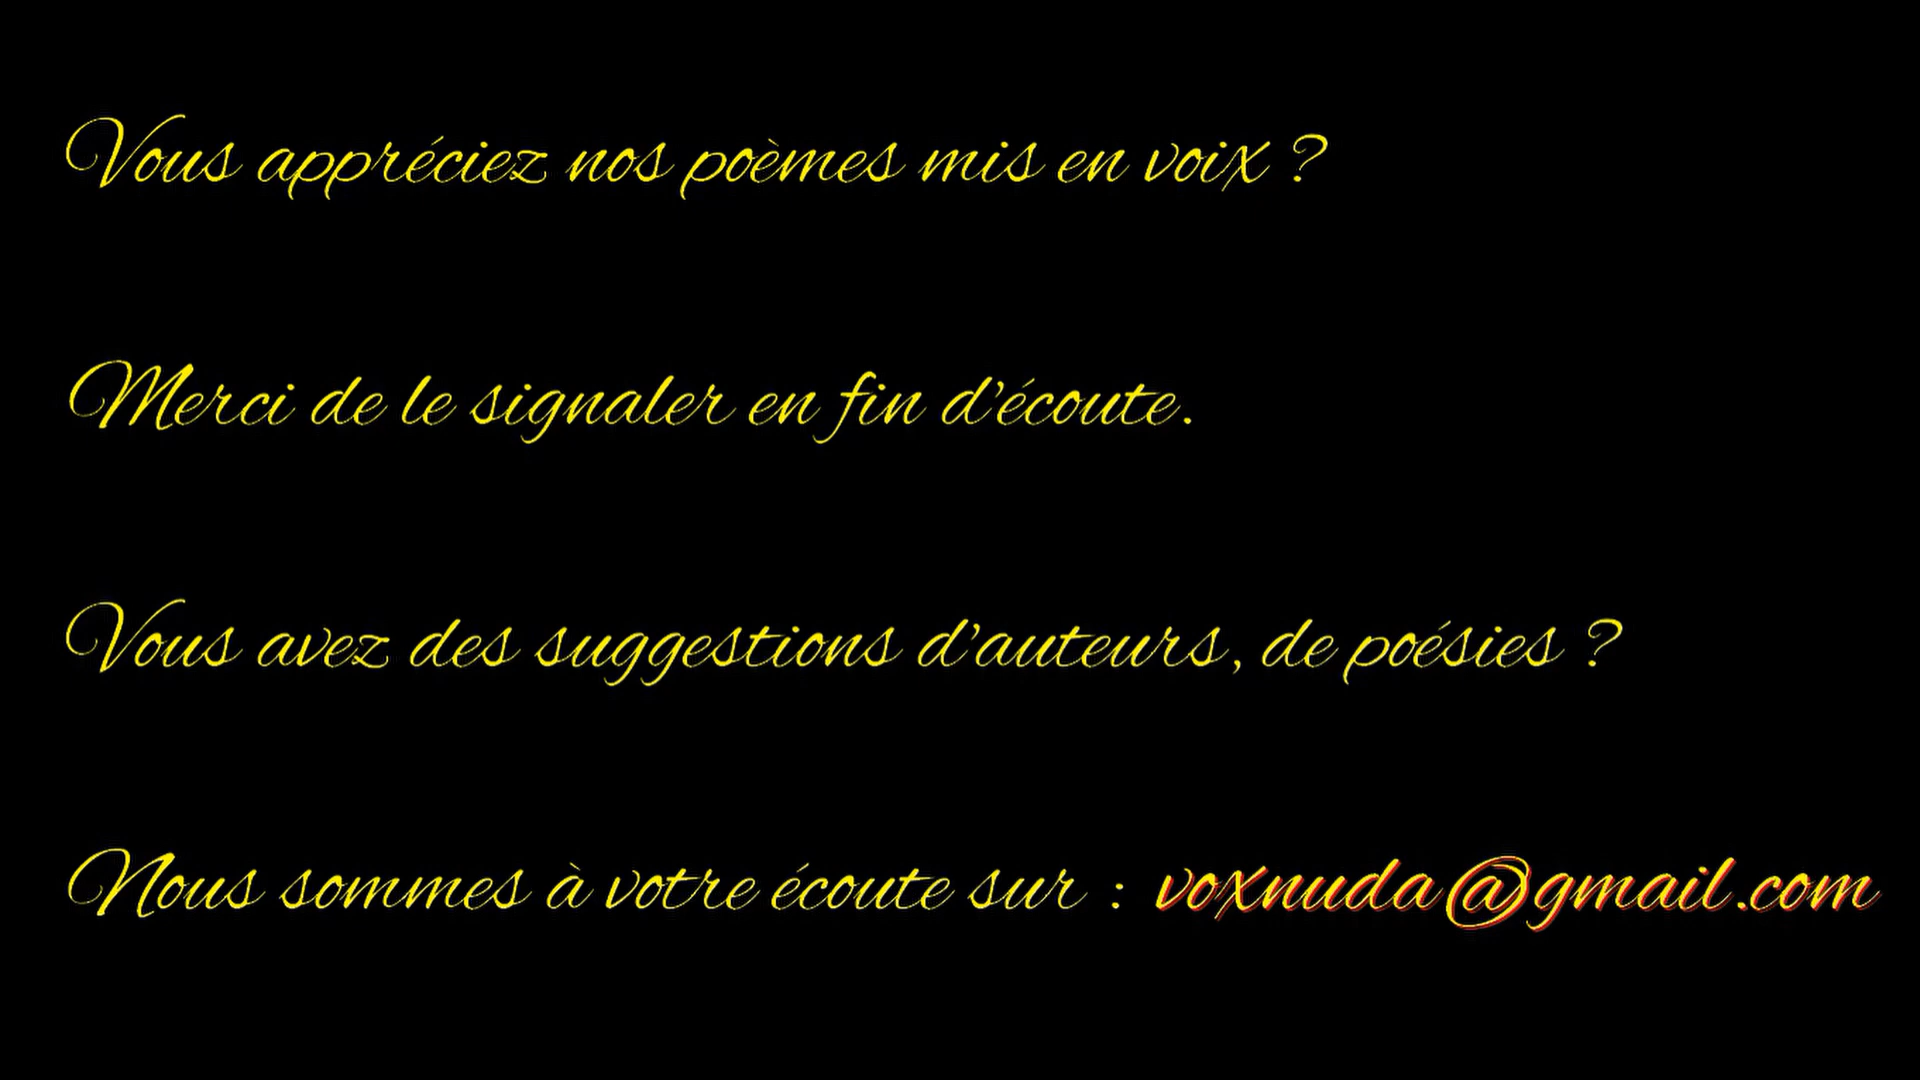 Vous appréciez nos poèmes mis en voix ?
Merci de le signaler en fin d'écoute.
Vous avez des suggestions d'auteurs, de poésies ?
Nous sommes à votre écoute sur : voxnuda@gmail.com